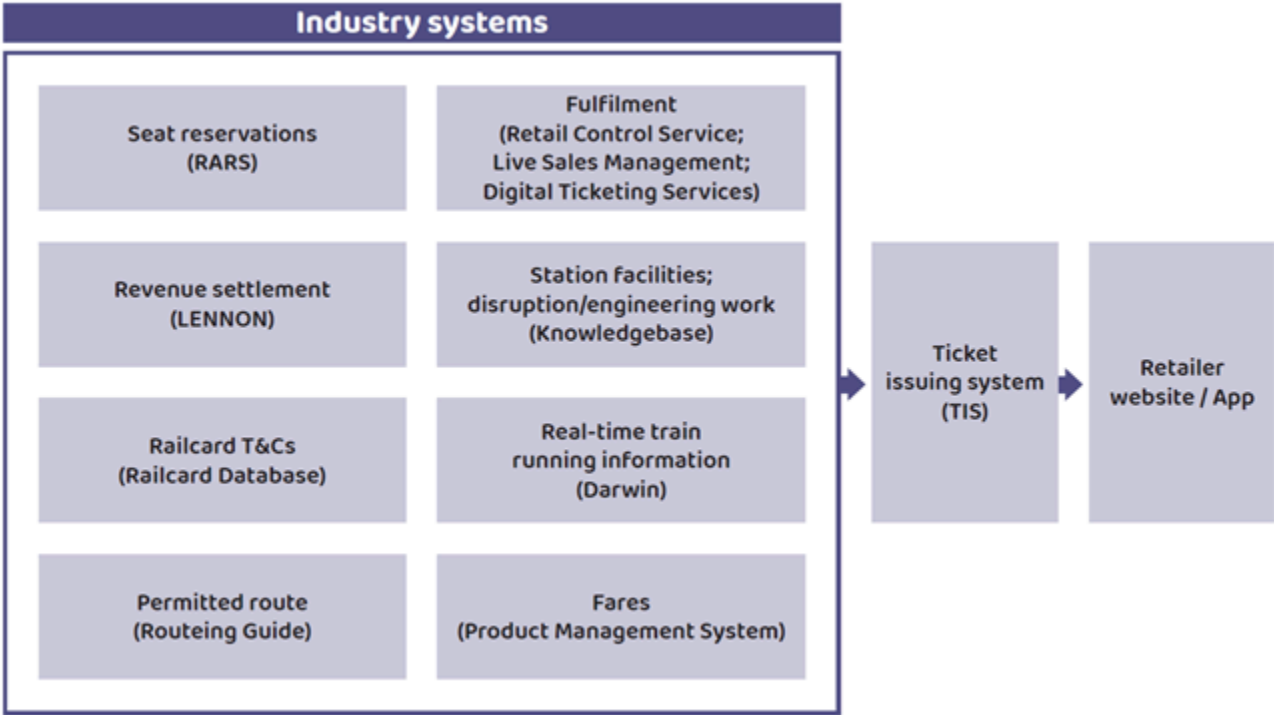 Industry systems
Seat reservations
(RARS)
Fulfilment
(Retail Control Service;
Live Sales Management;
Digital Ticketing Services)
Revenue settlement
(LENNON)
Station facilities;
disruption/engineering work
(Knowledgebase)
Railcard T&Cs
(Railcard Database)
Real-time train
running information
(Darwin)
Permitted route
(Routeing Guide)
Fares
(Product Management System)
Ticket
issuing system
(TIS)
Retailer
website / App